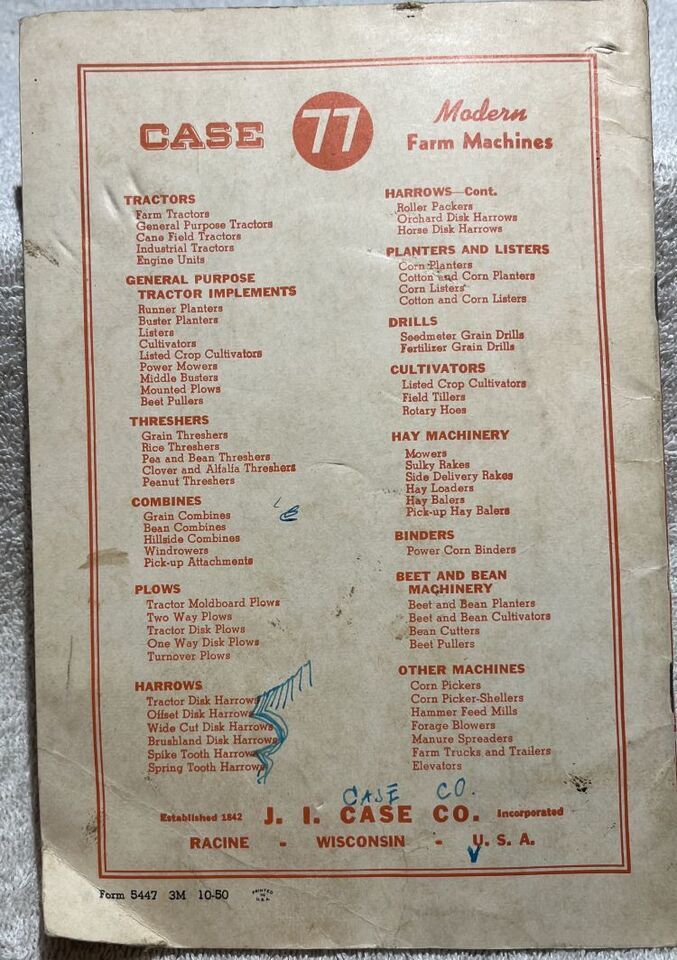 CASE 77 Modern
Farm Machines
TRACTORS
Farm Tractors
General Purpose Tractors
Cane Field Tractors
Industrial Tractors
Engine Units
GENERAL PURPOSE
TRACTOR IMPLEMENTS
Runner Planters
Buster Planters
Listers
Cultivators
Listed Crop Cultivators
Power Mowers
Middle Busters
Mounted Plows
Beet Pullers
THRESHERS
Grain Threshers
Rice Threshers
Pea and Bean Threshers
Clover and Alfalfa Threshers
Peanut Threshers
COMBINES
Grain Combines
Bean Combines
Hillside Combines
Windrowers
Pick-up Attachments
PLOWS
Tractor Moldboard Plows
Two Way Plows
Tractor Disk Plows
One Way Disk Plows
Turnover Plows
HARROWS
Tractor Disk Harrows
Offset Disk Harrows
Wide Cut Disk Harrows
Brushland Disk Harrows
Spike Tooth Harrows
Spring Tooth Harrows
HARROWS—Cont.
Roller Packers
Orchard Disk Harrows
Horse Disk Harrows
PLANTERS AND LISTERS
Corn Planters
Cotton and Corn Planters
Corn Listers
Cotton and Corn Listers
DRILLS
Seedmeter Grain Drills
Fertilizer Grain Drills
CULTIVATORS
Listed Crop Cultivators
Field Tillers
Rotary Hoes
HAY MACHINERY
Mowers
Sulky Rakes
Side Delivery Rakes
Hay Loaders
Hay Balers
Pick-up Hay Balers
BINDERS
Power Corn Binders
BEET AND BEAN
MACHINERY
Beet and Bean Planters
Beet and Bean Cultivators
Bean Cutters
Beet Pullers
OTHER MACHINES
Corn Pickers
Corn Picker-Shellers
Hammer Feed Mills
Forage Blowers
Manure Spreaders
Farm Trucks and Trailers
Elevators
CASE CO.
Established 1842 J. I. CASE CO. Incorporated
RACINE - WISCONSIN - U. S. A.
Form 5447 3M 10-50
PRINTED
IN
U.S.A.